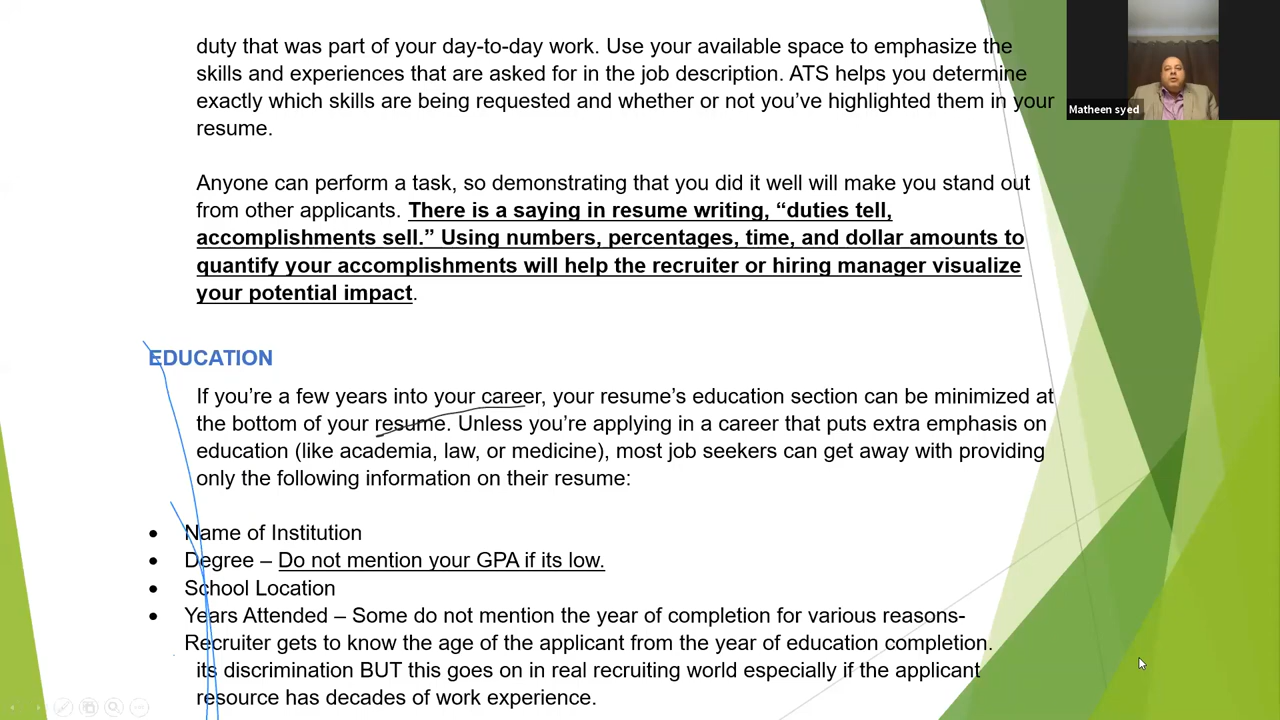 duty that was part of your day-to-day work. Use your available space to emphasize the
skills and experiences that are asked for in the job description. ATS helps you determine
exactly which skills are being requested and whether or not you’ve highlighted them in your
resume.
Matheen syed
Anyone can perform a task, so demonstrating that you did it well will make you stand out
from other applicants. There is a saying in resume writing, “duties tell,
accomplishments sell.” Using numbers, percentages, time, and dollar amounts to
quantify your accomplishments will help the recruiter or hiring manager visualize
your potential impact.
EDUCATION
If you’re a few years into your career, your resume’s education section can be minimized at
the bottom of your resume. Unless you’re applying in a career that puts extra emphasis on
education (like academia, law, or medicine), most job seekers can get away with providing
only the following information on their resume:
• Name of Institution
• Degree – Do not mention your GPA if its low.
• School Location
• Years Attended – Some do not mention the year of completion for various reasons-
Recruiter gets to know the age of the applicant from the year of education completion.
its discrimination BUT this goes on in real recruiting world especially if the applicant
resource has decades of work experience.